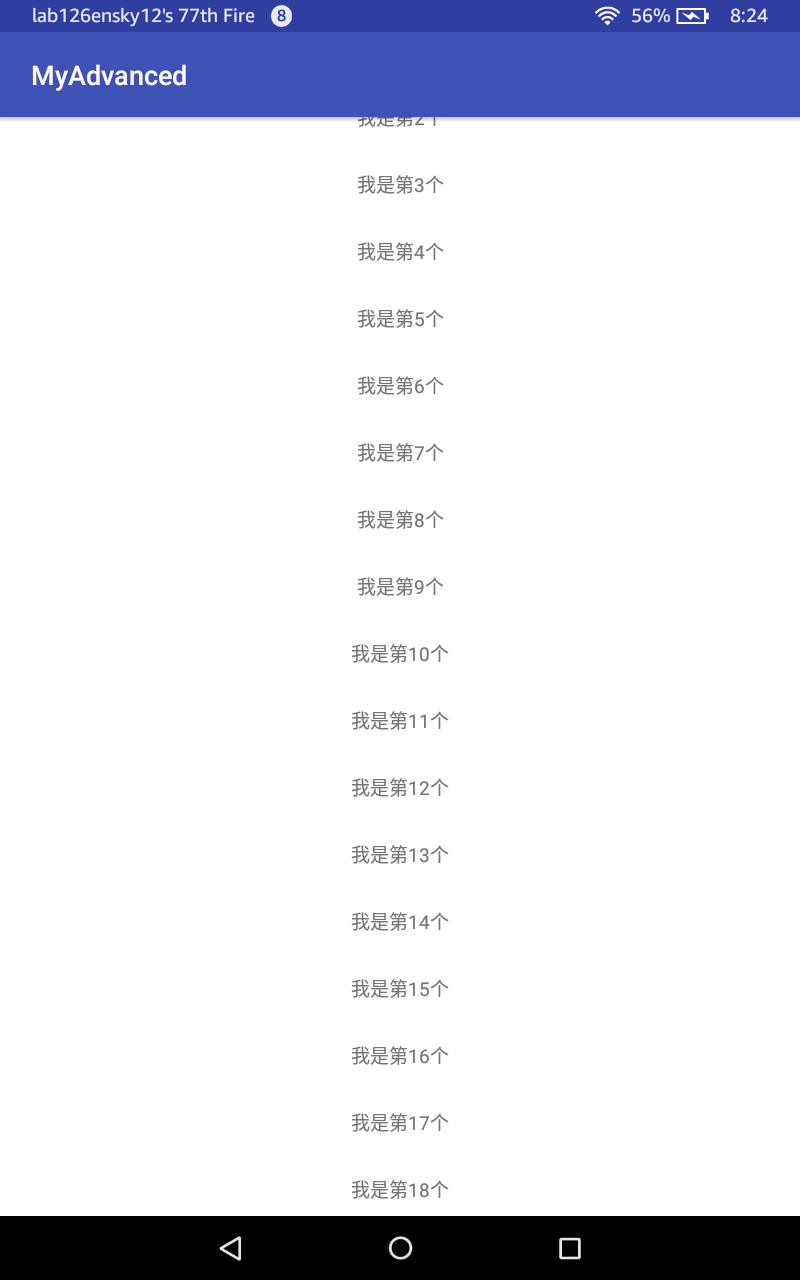 lab126ensky12's 77th Fire 8 56% 8:24
MyAdvanced
我是第2个
我是第3个
我是第4个
我是第5个
我是第6个
我是第7个
我是第8个
我是第9个
我是第10个
我是第11个
我是第12个
我是第13个
我是第14个
我是第15个
我是第16个
我是第17个
我是第18个